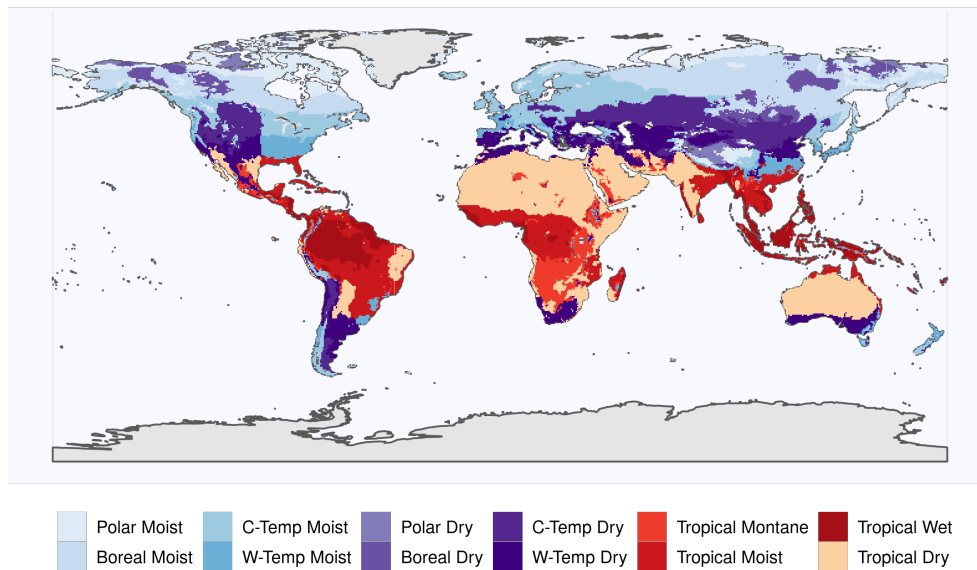 Polar Moist C-Temp Moist Polar Dry C-Temp Dry Tropical Montane Tropical Wet
Boreal Moist W-Temp Moist Boreal Dry W-Temp Dry Tropical Moist Tropical Dry